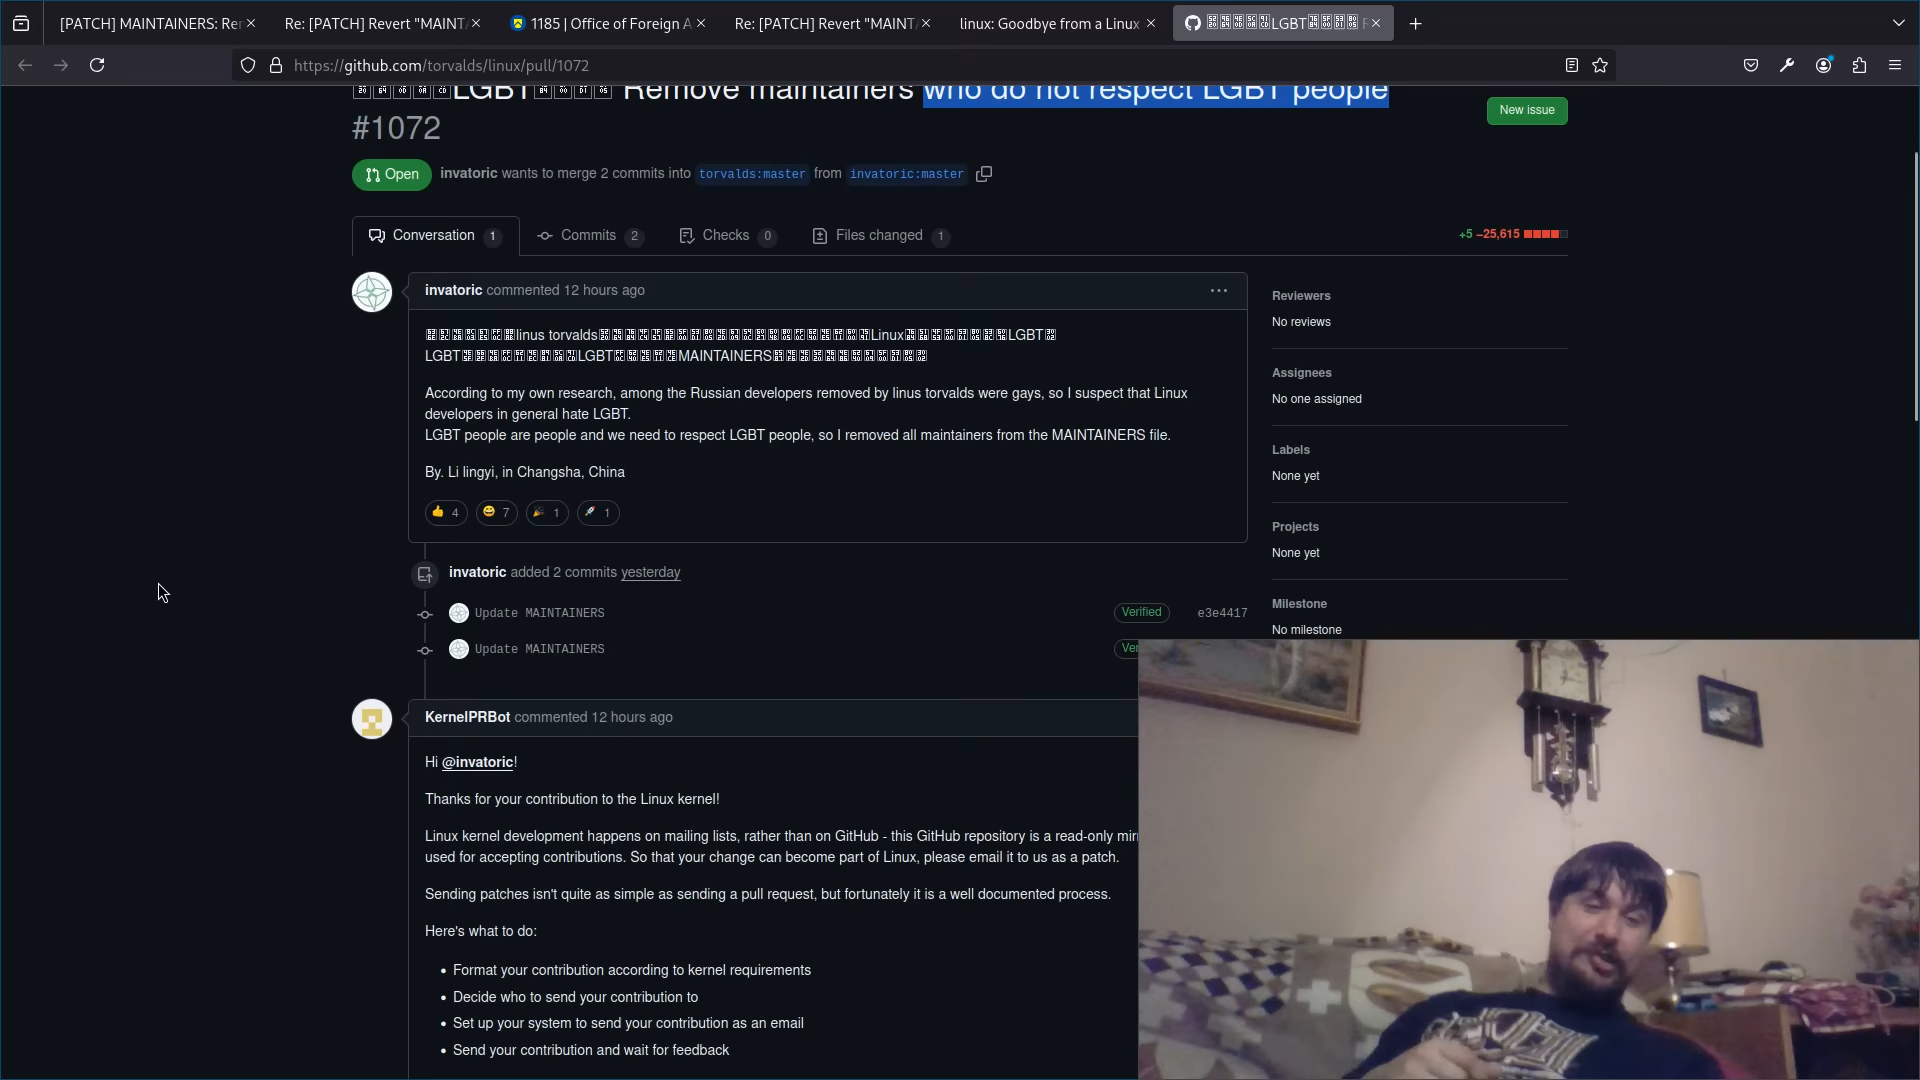 [PATCH] MAINTAINERS: Re
Re: [PATCH] Revert "MAINT
1185 | Office of Foreign A
Re: [PATCH] Revert "MAINT
linux: Goodbye from a Linux
LGBT
https://github.com/torvalds/linux/pull/1072
LGBT Remove maintainers who do not respect LGBT people
#1072
New issue
Open
invatoric wants to merge 2 commits into torvalds:master from invatoric:master
Conversation 1
Commits 2
Checks 0
Files changed 1
+5 −25,615
invatoric commented 12 hours ago
linus torvalds Linux LGBT
LGBT LGBT MAINTAINERS
According to my own research, among the Russian developers removed by linus torvalds were gays, so I suspect that Linux
developers in general hate LGBT.
LGBT people are people and we need to respect LGBT people, so I removed all maintainers from the MAINTAINERS file.
By. Li lingyi, in Changsha, China
4 7 1 1
Reviewers
No reviews
Assignees
No one assigned
Labels
None yet
Projects
None yet
Milestone
No milestone
invatoric added 2 commits yesterday
Update MAINTAINERS Verified e3e4417
Update MAINTAINERS Ver
KernelPRBot commented 12 hours ago
Hi @invatoric!
Thanks for your contribution to the Linux kernel!
Linux kernel development happens on mailing lists, rather than on GitHub - this GitHub repository is a read-only mir
used for accepting contributions. So that your change can become part of Linux, please email it to us as a patch.
Sending patches isn't quite as simple as sending a pull request, but fortunately it is a well documented process.
Here's what to do:
• Format your contribution according to kernel requirements
• Decide who to send your contribution to
• Set up your system to send your contribution as an email
• Send your contribution and wait for feedback